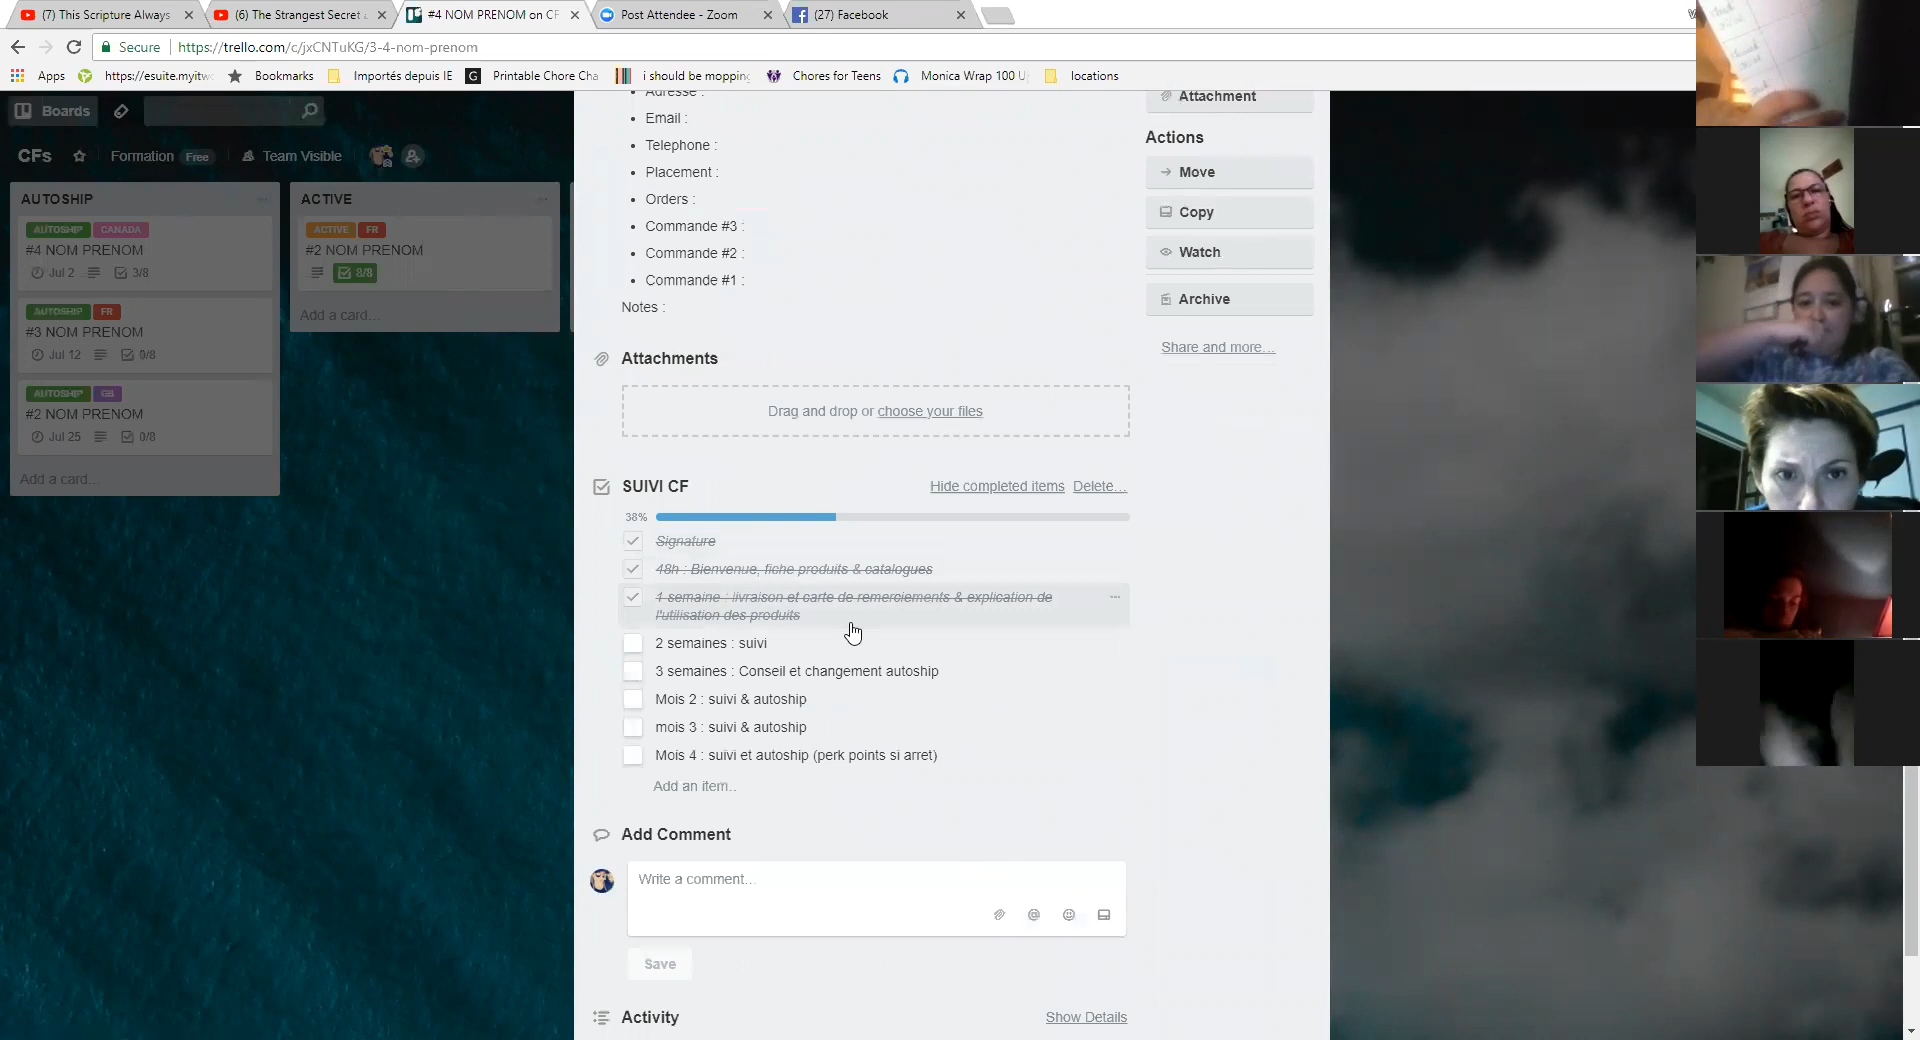 (7) This Scripture Always
(6) The Strangest Secret
#4 NOM PRENOM on CF
Post Attendee - Zoom
(27) Facebook
Secure
https://trello.com/c/jxCNTuKG/3-4-nom-prenom
Apps
https://esuite.myitw
Bookmarks
Importés depuis IE
Printable Chore Cha
i should be mopping
Chores for Teens
Monica Wrap 100 U
locations
Boards
CFs
Formation
Free
Team Visible
AUTOSHIP
AUTOSHIP
CANADA
#4 NOM PRENOM
Jul 2
3/8
AUTOSHIP
FR
#3 NOM PRENOM
Jul 12
0/8
AUTOSHIP
GB
#2 NOM PRENOM
Jul 25
0/8
Add a card...
ACTIVE
ACTIVE
FR
#2 NOM PRENOM
8/8
Add a card...
Adresse :
Email :
Telephone :
Placement :
Orders :
Commande #3 :
Commande #2 :
Commande #1 :
Notes :
Attachments
Drag and drop or choose your files
SUIVI CF
Hide completed items
Delete...
38%
Signature
48h : Bienvenue, fiche produits & catalogues
1 semaine : livraison et carte de remerciements & explication de
l'utilisation des produits
2 semaines : suivi
3 semaines : Conseil et changement autoship
Mois 2 : suivi & autoship
mois 3 : suivi & autoship
Mois 4 : suivi et autoship (perk points si arret)
Add an item...
Add Comment
Write a comment...
Save
Activity
Show Details
Attachment
Actions
Move
Copy
Watch
Archive
Share and more...